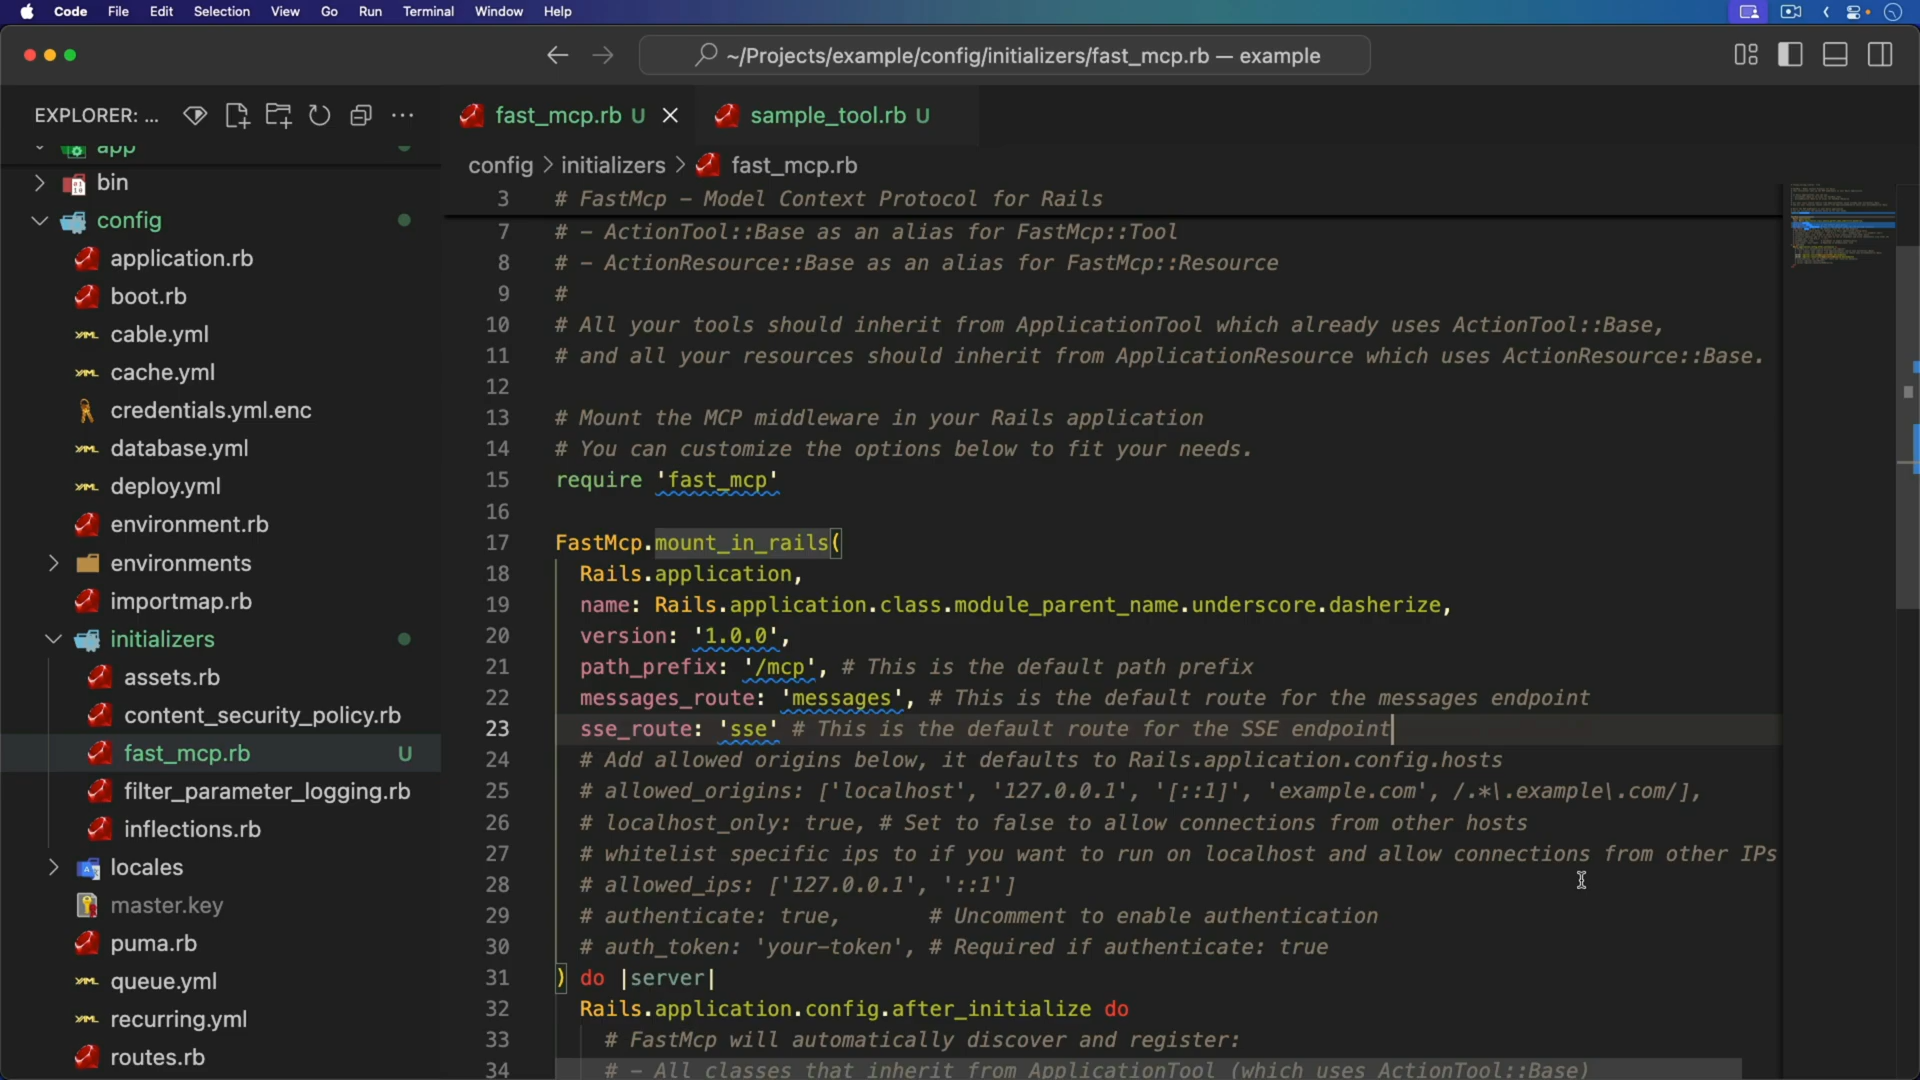 Code File Edit Selection View Go Run Terminal Window Help
~/Projects/example/config/initializers/fast_mcp.rb — example
EXPLORER: ...
fast_mcp.rb U
sample_tool.rb U
config > initializers > fast_mcp.rb
app
bin
config
application.rb
boot.rb
cable.yml
cache.yml
credentials.yml.enc
database.yml
deploy.yml
environment.rb
environments
importmap.rb
initializers
assets.rb
content_security_policy.rb
fast_mcp.rb U
filter_parameter_logging.rb
inflections.rb
locales
master.key
puma.rb
queue.yml
recurring.yml
routes.rb
3 # FastMcp – Model Context Protocol for Rails
7 # – ActionTool::Base as an alias for FastMcp::Tool
8 # – ActionResource::Base as an alias for FastMcp::Resource
9 #
10 # All your tools should inherit from ApplicationTool which already uses ActionTool::Base,
11 # and all your resources should inherit from ApplicationResource which uses ActionResource::Base.
12
13 # Mount the MCP middleware in your Rails application
14 # You can customize the options below to fit your needs.
15 require 'fast_mcp'
16
17 FastMcp.mount_in_rails(
18 Rails.application,
19 name: Rails.application.class.module_parent_name.underscore.dasherize,
20 version: '1.0.0',
21 path_prefix: '/mcp', # This is the default path prefix
22 messages_route: 'messages', # This is the default route for the messages endpoint
23 sse_route: 'sse' # This is the default route for the SSE endpoint
24 # Add allowed origins below, it defaults to Rails.application.config.hosts
25 # allowed_origins: ['localhost', '127.0.0.1', '[::1]', 'example.com', /.*\.example\.com/],
26 # localhost_only: true, # Set to false to allow connections from other hosts
27 # whitelist specific ips to if you want to run on localhost and allow connections from other IPs
28 # allowed_ips: ['127.0.0.1', '::1']
29 # authenticate: true, # Uncomment to enable authentication
30 # auth_token: 'your-token', # Required if authenticate: true
31 ) do |server|
32 Rails.application.config.after_initialize do
33 # FastMcp will automatically discover and register:
34 # – All classes that inherit from ApplicationTool (which uses ActionTool::Base)